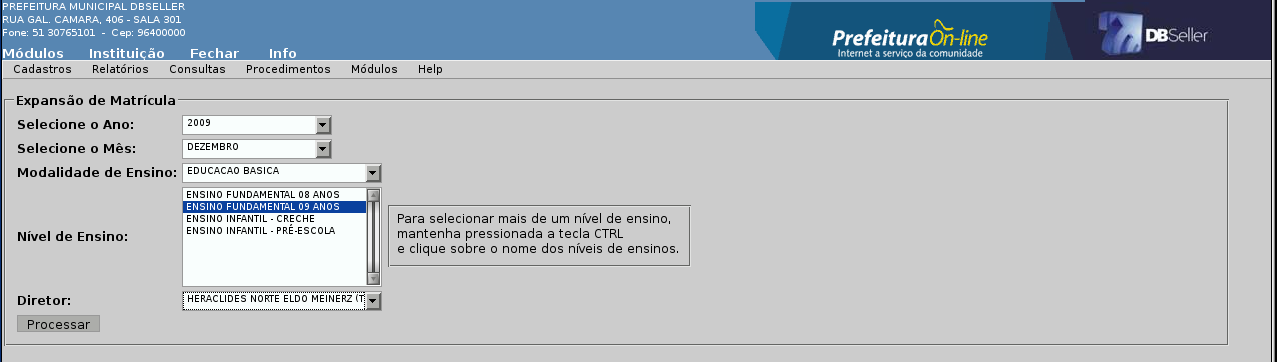 PREFEITURA MUNICIPAL DBSELLER
RUA GAL. CAMARA, 406 - SALA 301
Fone: 51 30765101 - Cep: 96400000
Módulos Instituição Fechar Info
PrefeituraOn-line
Internet a serviço da comunidade
DBSeller
Cadastros Relatórios Consultas Procedimentos Módulos Help
Expansão de Matrícula
Selecione o Ano: 2009
Selecione o Mês: DEZEMBRO
Modalidade de Ensino: EDUCACAO BASICA
Nível de Ensino:
ENSINO FUNDAMENTAL 08 ANOS
ENSINO FUNDAMENTAL 09 ANOS
ENSINO INFANTIL - CRECHE
ENSINO INFANTIL - PRÉ-ESCOLA
Para selecionar mais de um nível de ensino,
mantenha pressionada a tecla CTRL
e clique sobre o nome dos níveis de ensinos.
Diretor: HERACLIDES NORTE ELDO MEINERZ (T
Processar